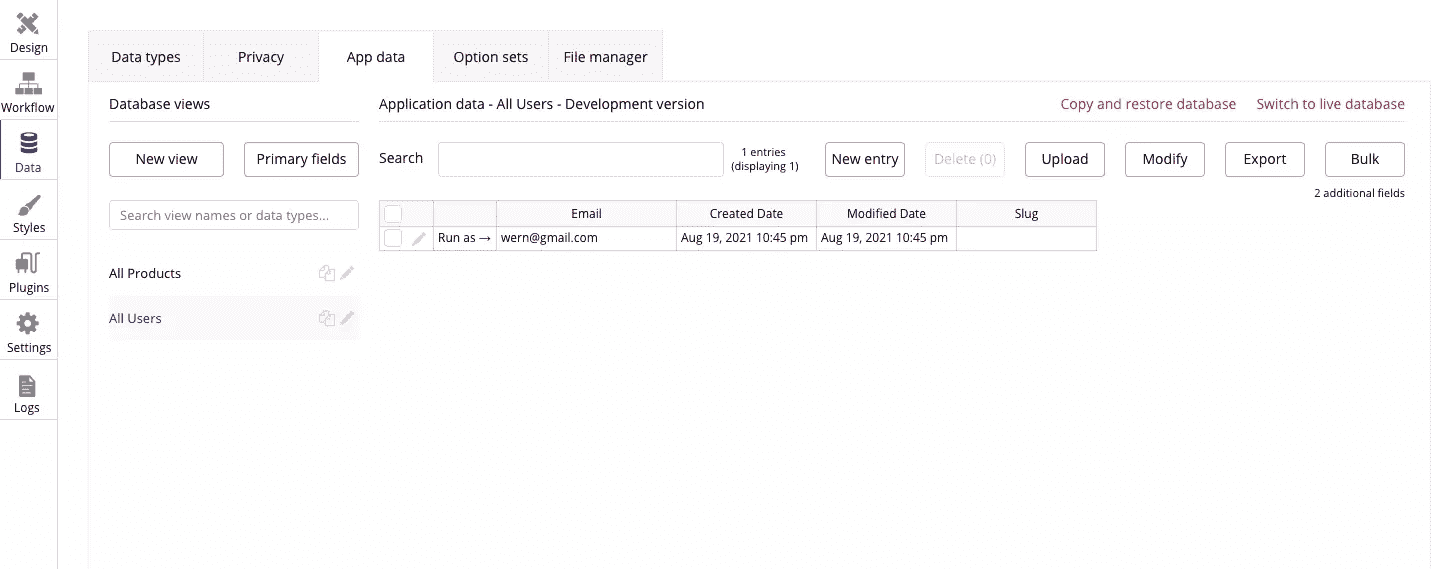 Design
Workflow
Data
Styles
Plugins
Settings
Logs
Data types Privacy App data Option sets File manager
Database views
New view Primary fields
Search view names or data types...
All Products
All Users
Application data - All Users - Development version Copy and restore database Switch to live database
Search 1 entries
(displaying 1)
New entry Delete (0) Upload Modify Export Bulk
2 additional fields
Email Created Date Modified Date Slug
Run as → wern@gmail.com Aug 19, 2021 10:45 pm Aug 19, 2021 10:45 pm